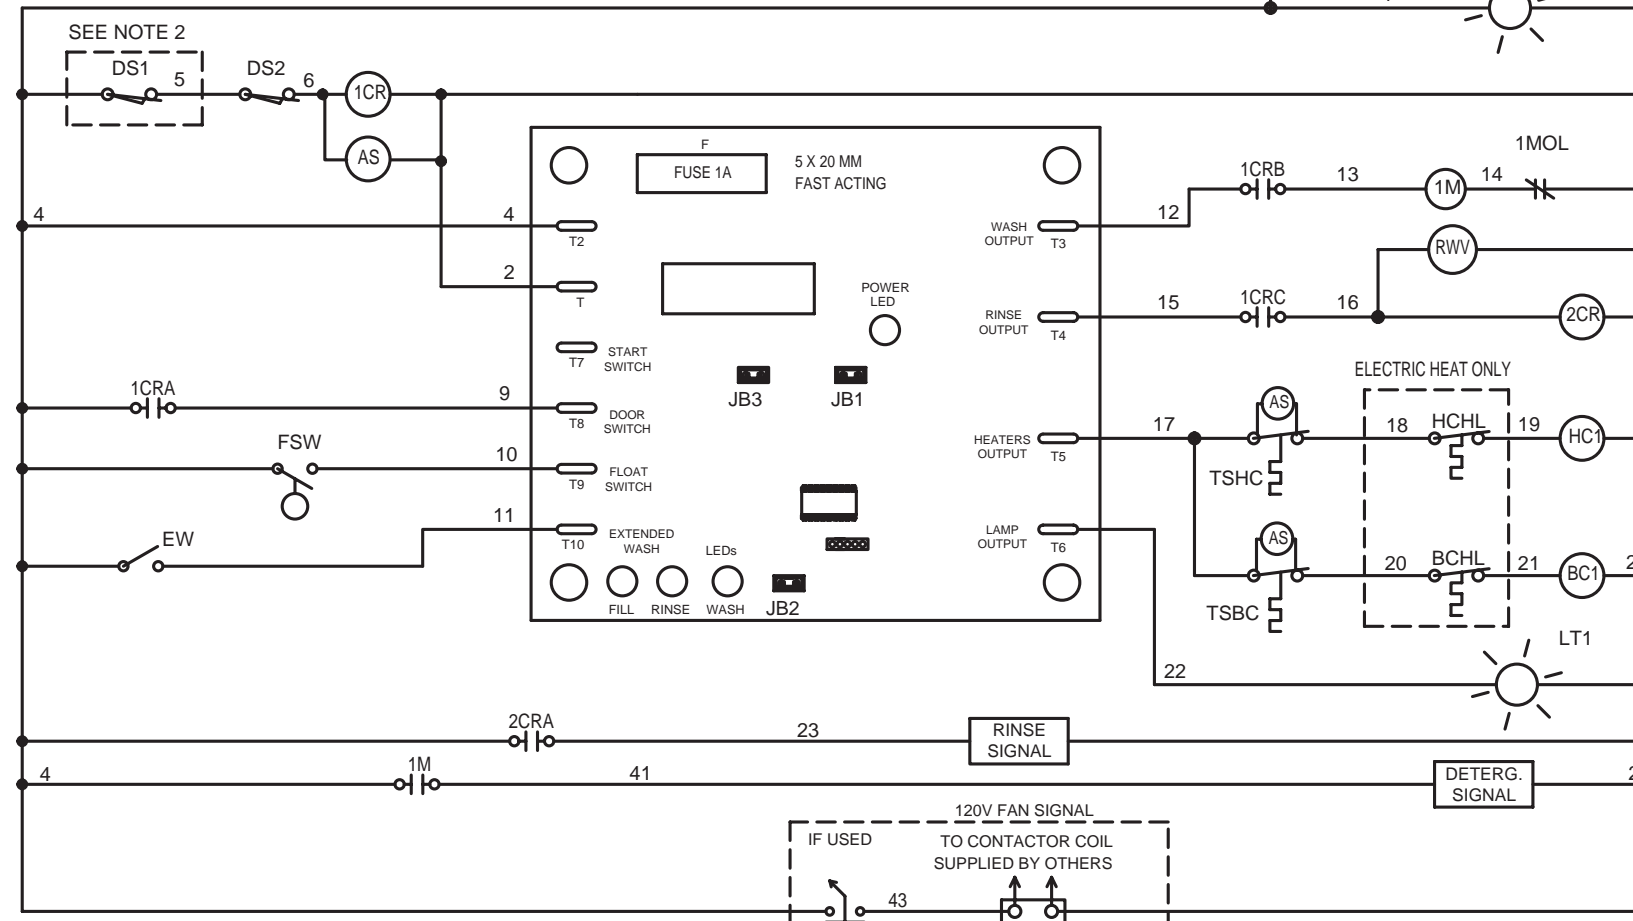 SEE NOTE 2
DS1
5
DS2
6
1CR
AS
F
FUSE 1A
5 X 20 MM
FAST ACTING
1MOL
1CRB
13
1M
14
4
4
T2
WASH
OUTPUT
T3
12
RWV
2
T
POWER
LED
RINSE
OUTPUT
T4
15
1CRC
16
2CR
T7
START
SWITCH
JB3
JB1
ELECTRIC HEAT ONLY
1CRA
9
T8
DOOR
SWITCH
AS
17
HEATERS
OUTPUT
T5
TSHC
18
HCHL
19
HC1
FSW
10
T9
FLOAT
SWITCH
EW
11
T10
EXTENDED
WASH
LEDs
LAMP
OUTPUT
T6
AS
TSBC
20
BCHL
21
BC1
2
FILL
RINSE
WASH
JB2
LT1
22
2CRA
23
RINSE
SIGNAL
4
1M
41
DETERG.
SIGNAL
2
120V FAN SIGNAL
IF USED
TO CONTACTOR COIL
SUPPLIED BY OTHERS
43